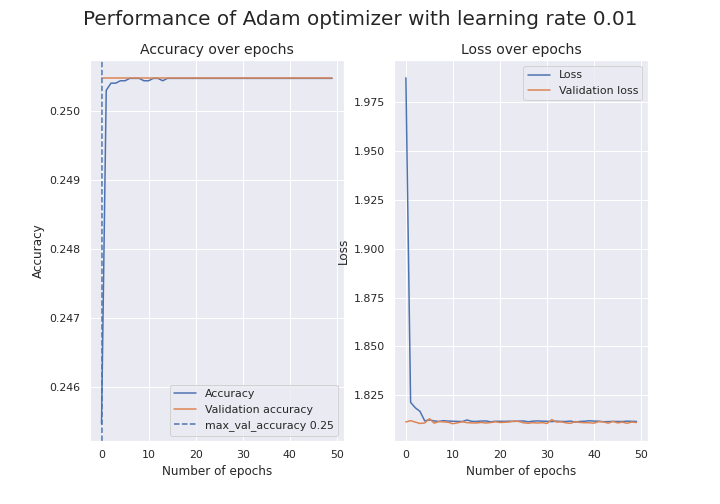 Performance of Adam optimizer with learning rate 0.01
Accuracy over epochs
Accuracy
0.250
0.249
0.248
0.247
0.246
0 10 20 30 40 50
Number of epochs
Accuracy
Validation accuracy
max_val_accuracy 0.25
Loss over epochs
Loss
1.975
1.950
1.925
1.900
1.875
1.850
1.825
0 10 20 30 40 50
Number of epochs
Loss
Validation loss